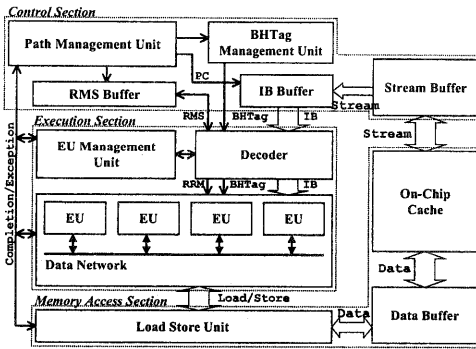 Control Section
Path Management Unit
BHTag
Management Unit
PC
RMS Buffer
IB Buffer
Stream Buffer
Stream
RMS
BHTag
IB
Stream
Execution Section
EU Management
Unit
Decoder
RRM
BHTag
IB
On-Chip
Cache
EU
EU
EU
EU
Completion/Exception
Data Network
Data
Load/Store
Memory Access Section
Load Store Unit
Data
Data Buffer